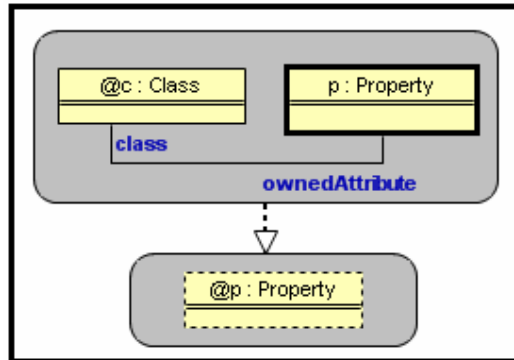 @c : Class
p : Property
class
ownedAttribute
@p : Property